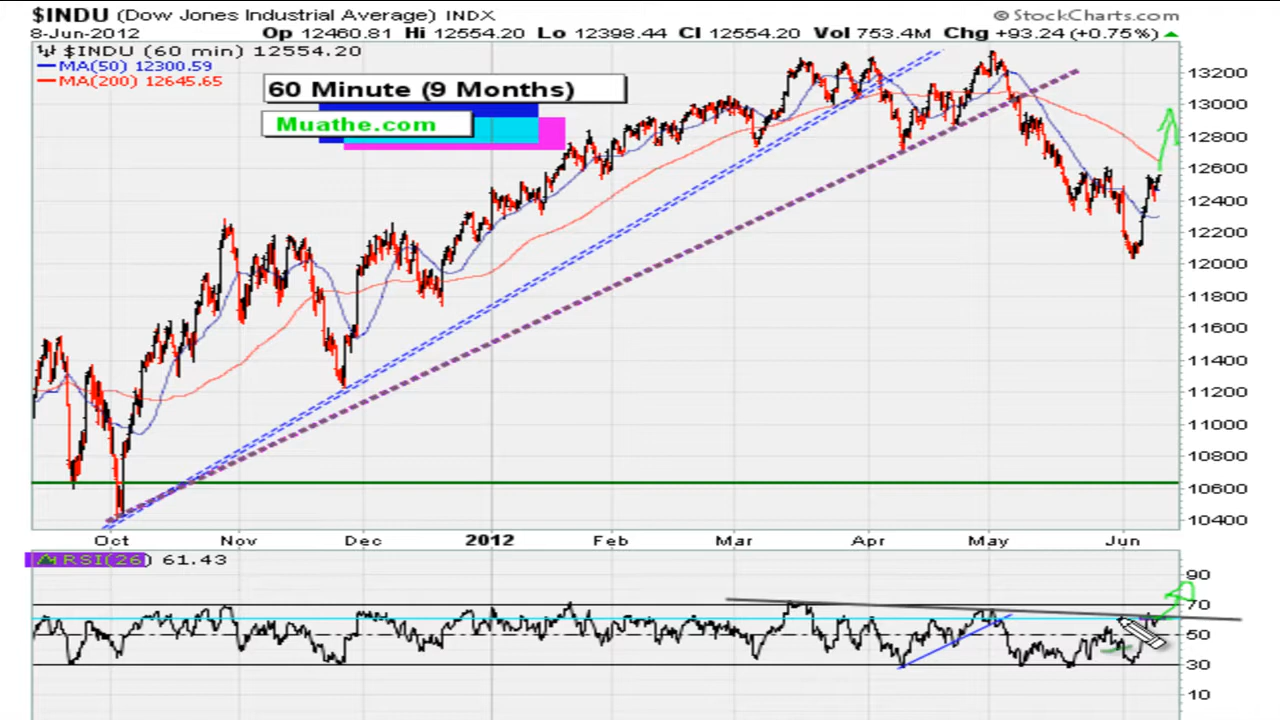 $INDU (Dow Jones Industrial Average) INDX
© StockCharts.com
8-Jun-2012
Op 12460.81 Hi 12554.20 Lo 12398.44 Cl 12554.20 Vol 753.4M Chg +93.24 (+0.75%)
$INDU (60 min) 12554.20
MA(50) 12300.59
MA(200) 12645.65
60 Minute (9 Months)
Muathe.com
13200
13000
12800
12600
12400
12200
12000
11800
11600
11400
11200
11000
10800
10600
10400
Oct Nov Dec 2012 Feb Mar Apr May Jun
RSI(26) 61.43
90
70
50
30
10